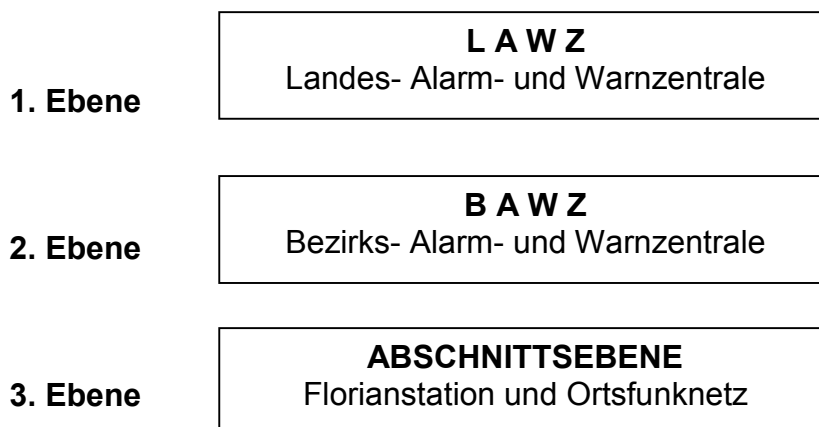 L A W Z
Landes- Alarm- und Warnzentrale
1. Ebene
B A W Z
Bezirks- Alarm- und Warnzentrale
2. Ebene
ABSCHNITTSEBENE
Florianstation und Ortsfunknetz
3. Ebene